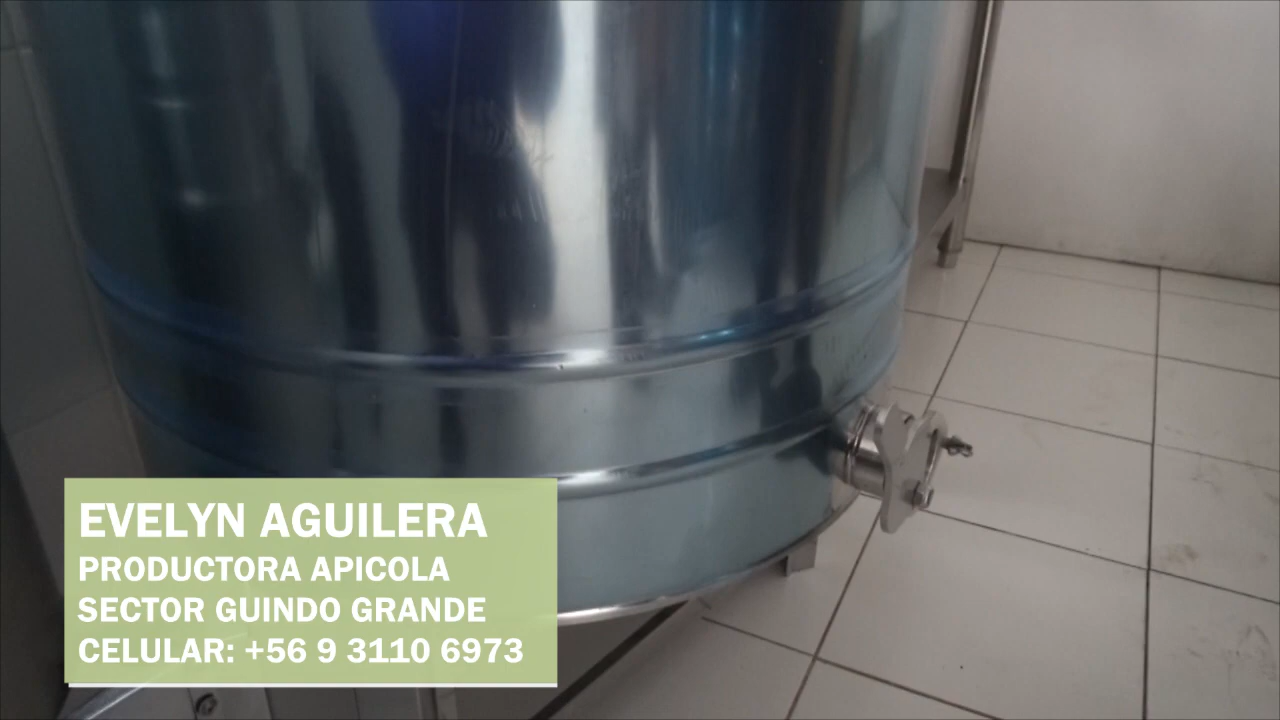 EVELYN AGUILERA
PRODUCTORA APICOLA
SECTOR GUINDO GRANDE
CELULAR: +56 9 3110 6973